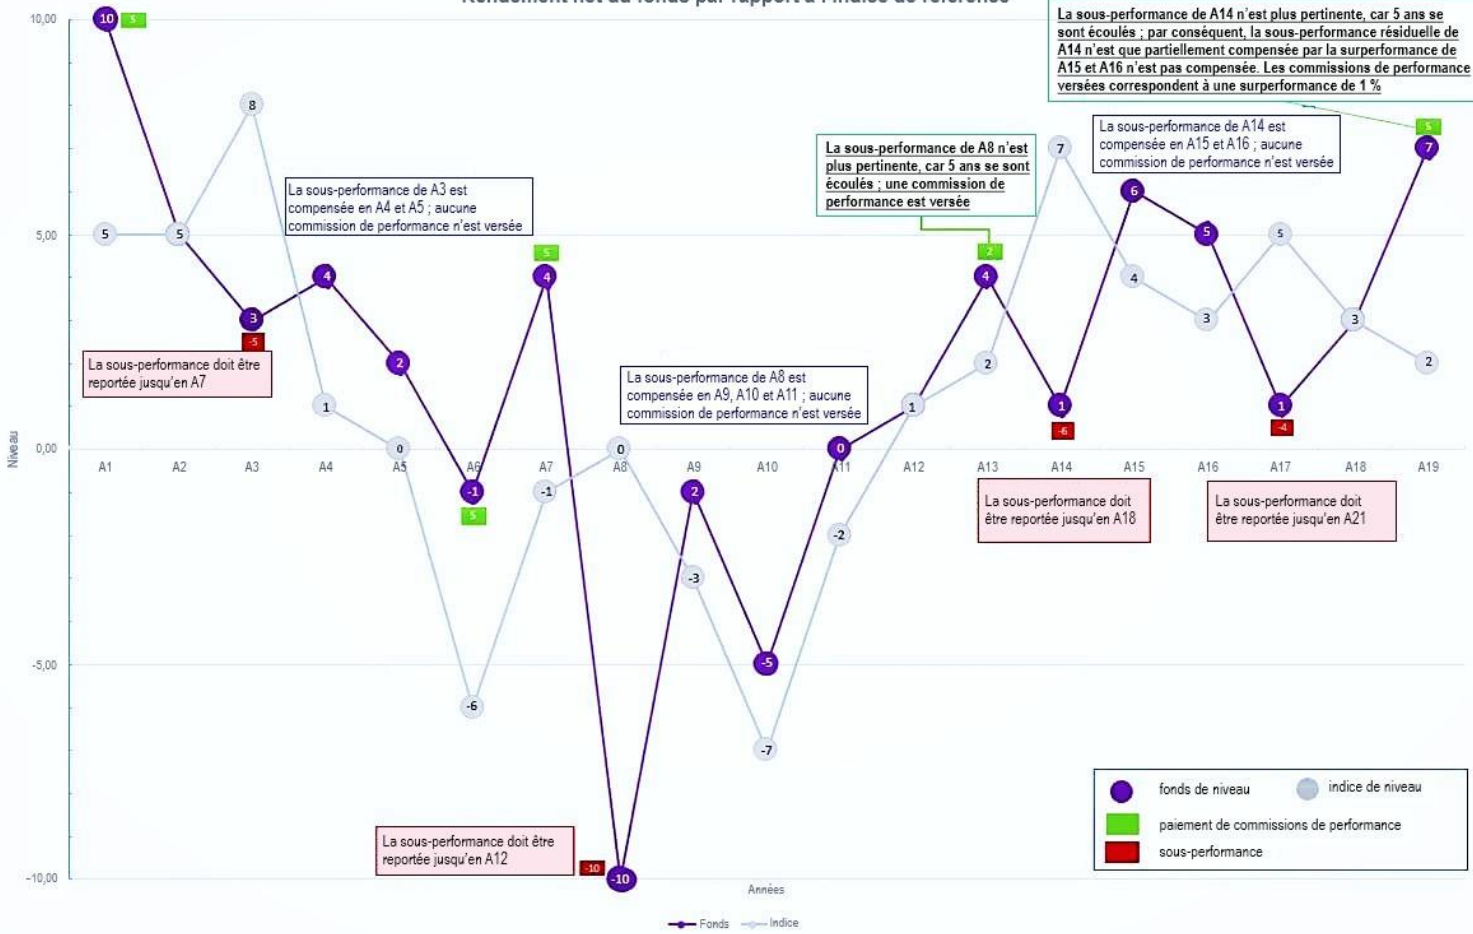 Rendement net du fonds par rapport à l'indice de référence
La sous-performance de A14 n'est plus pertinente, car 5 ans se
sont écoulés ; par conséquent, la sous-performance résiduelle de
A14 n'est que partiellement compensée par la surperformance de
A15 et A16 n'est pas compensée. Les commissions de performance
versées correspondent à une surperformance de 1 %
10,00
5,00
0,00
-5,00
-10,00
Niveau
La sous-performance de A3 est
compensée en A4 et A5 ; aucune
commission de performance n'est versée
La sous-performance de A8 n'est
plus pertinente, car 5 ans se sont
écoulés ; une commission de
performance est versée
La sous-performance de A14 est
compensée en A15 et A16 ; aucune
commission de performance n'est versée
La sous-performance doit être
reportée jusqu'en A7
La sous-performance de A8 est
compensée en A9, A10 et A11 ; aucune
commission de performance n'est versée
La sous-performance doit
être reportée jusqu'en A18
La sous-performance doit
être reportée jusqu'en A21
La sous-performance doit être
reportée jusqu'en A12
10 5 3 4 2 -1 4 -10 2 -5 0 1 4 1 6 5 1 3 7
5 8 1 0 -6 -1 0 -3 -7 -2 2 7 4 3 5 2
5 5 5 2 5
-5 -10 -6 -4
A1 A2 A3 A4 A5 A6 A7 A8 A9 A10 A11 A12 A13 A14 A15 A16 A17 A18 A19
Années
Fonds Indice
fonds de niveau
indice de niveau
paiement de commissions de performance
sous-performance